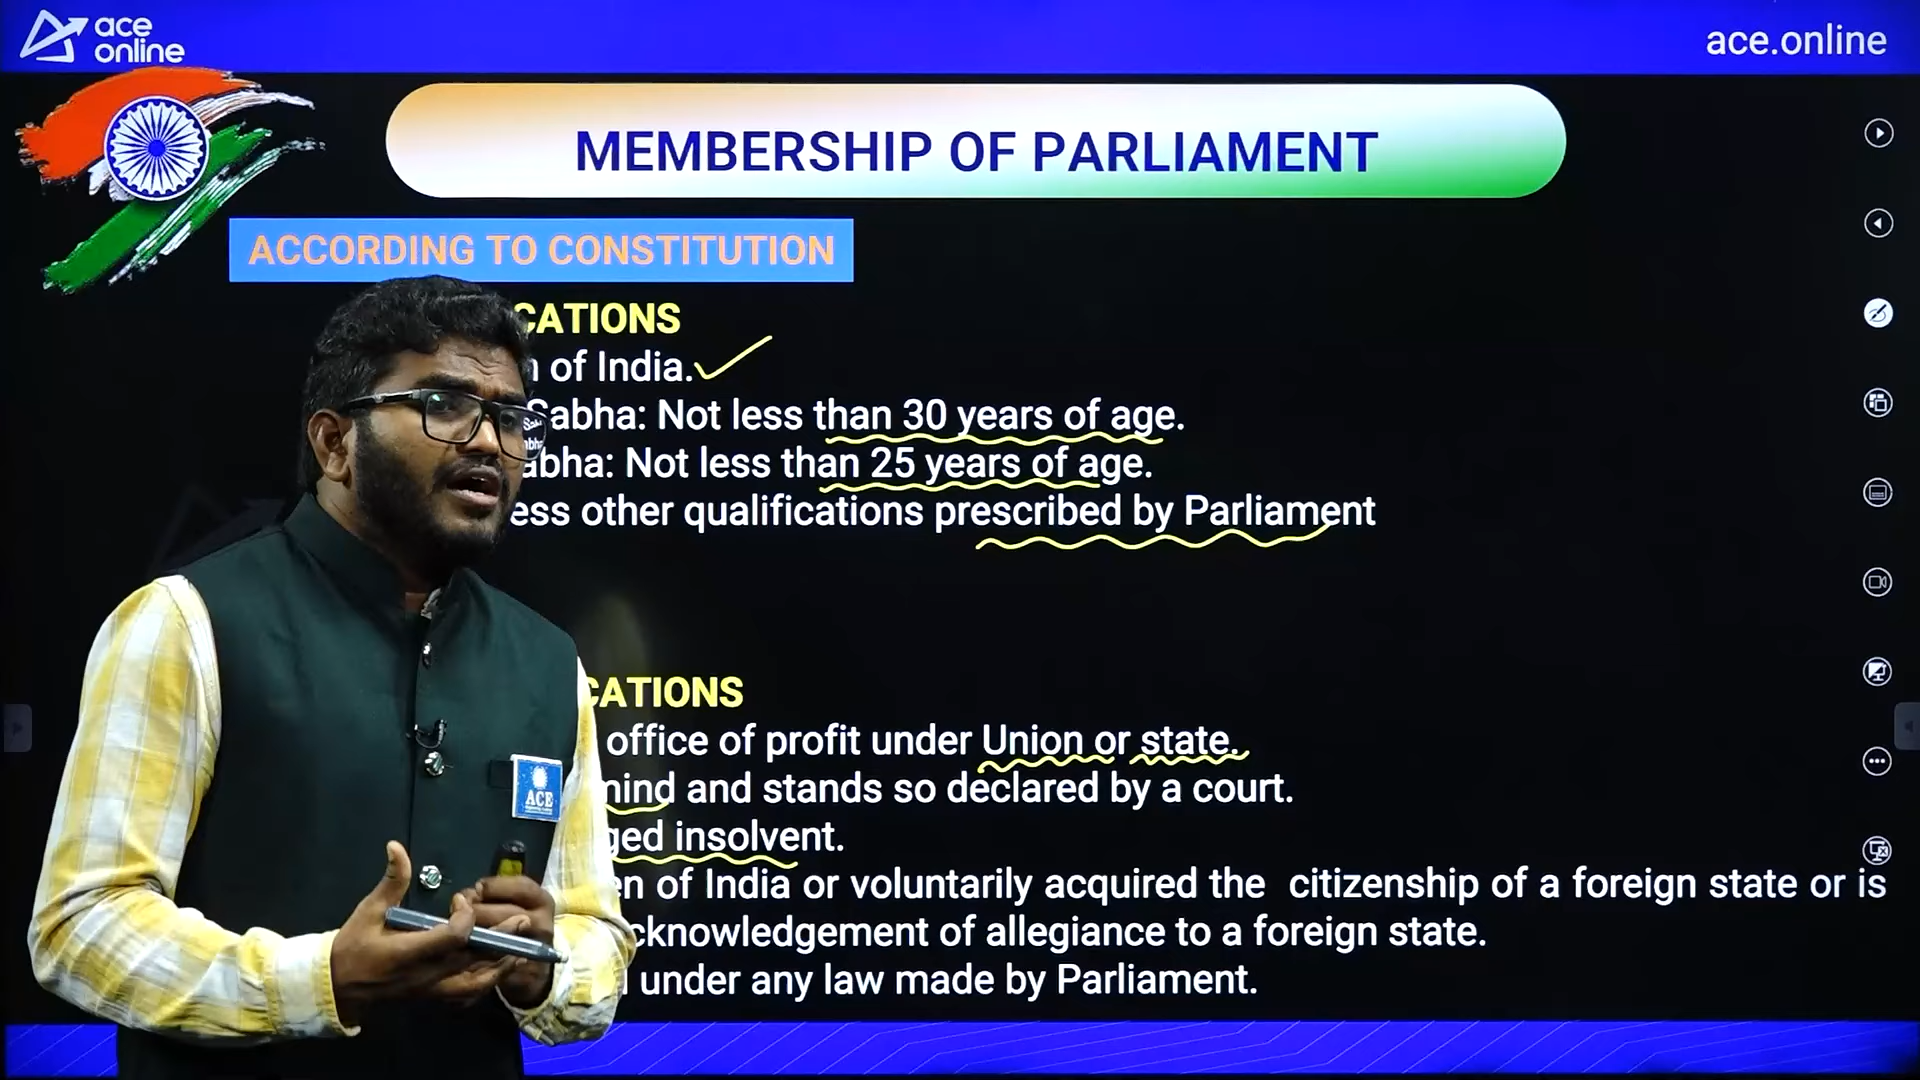 ace
online
ace.online
MEMBERSHIP OF PARLIAMENT
ACCORDING TO CONSTITUTION
CATIONS
of India.
Sabha: Not less than 30 years of age.
abha: Not less than 25 years of age.
ess other qualifications prescribed by Parliament
CATIONS
office of profit under Union or state.
mind and stands so declared by a court.
ged insolvent.
ACE
en of India or voluntarily acquired the citizenship of a foreign state or is
cknowledgement of allegiance to a foreign state.
under any law made by Parliament.